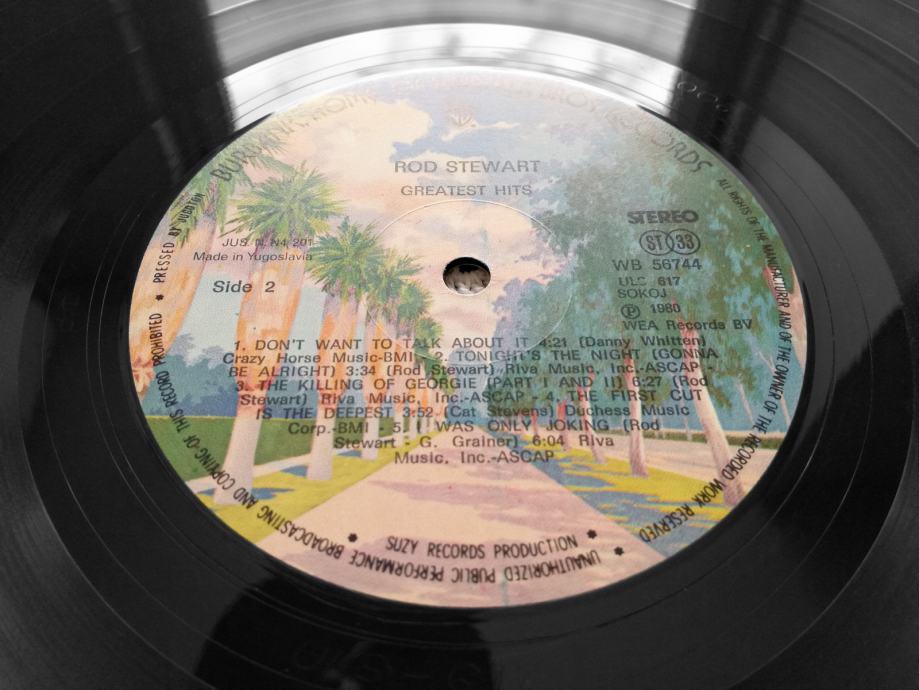 ROD STEWART
GREATEST HITS
JUS. N. N4. 201
Made in Yugoslavia
Side 2
STEREO
ST 33
WB 56744
ULS 617
SOKOJ
℗ 1980
WEA Records BV
1. DON'T WANT TO TALK ABOUT IT 4:21 (Danny Whitten)
Crazy Horse Music-BMI - 2. TONIGHT'S THE NIGHT (GONNA
BE ALRIGHT) 3:34 (Rod Stewart) Riva Music, Inc.-ASCAP -
3. THE KILLING OF GEORGIE (PART I AND II) 6:27 (Rod
Stewart) Riva Music, Inc.-ASCAP - 4. THE FIRST CUT
IS THE DEEPEST 3:52 (Cat Stevens) Duchess Music
Corp.-BMI - 5. I WAS ONLY JOKING (Rod
Stewart - G. Grainer) 6:04 Riva
Music, Inc.-ASCAP
PRESSED BY JUGOTON
ALL RIGHTS OF THE MANUFACTURER AND OF THE OWNER OF THE RECORDED WORK RESERVED
UNAUTHORIZED PUBLIC PERFORMANCE BROADCASTING AND COPYING OF THIS RECORD PROHIBITED
SUZY RECORDS PRODUCTION
RECORDS